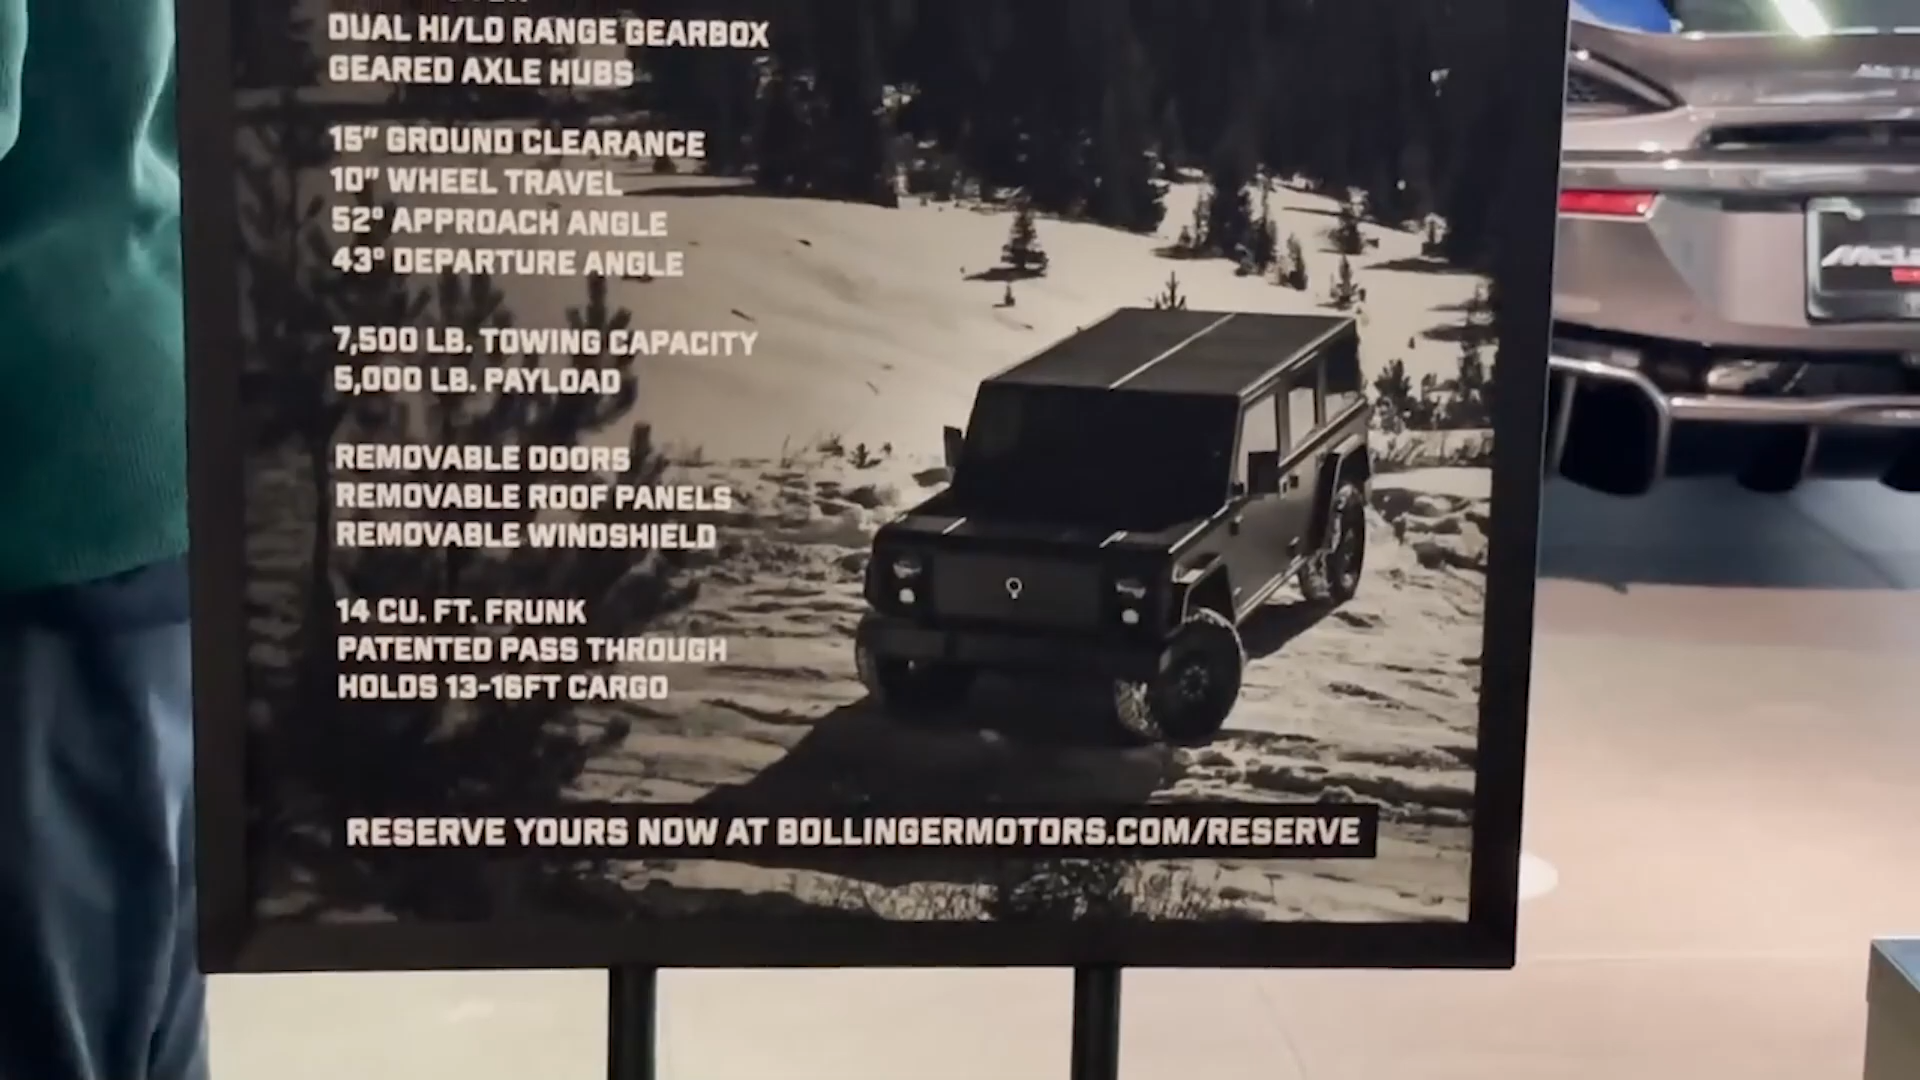 DUAL HI/LO RANGE GEARBOX
GEARED AXLE HUBS
15" GROUND CLEARANCE
10" WHEEL TRAVEL
52° APPROACH ANGLE
43° DEPARTURE ANGLE
7,500 LB. TOWING CAPACITY
5,000 LB. PAYLOAD
REMOVABLE DOORS
REMOVABLE ROOF PANELS
REMOVABLE WINDSHIELD
14 CU. FT. FRUNK
PATENTED PASS THROUGH
HOLDS 13-16FT CARGO
RESERVE YOURS NOW AT BOLLINGERMOTORS.COM/RESERVE